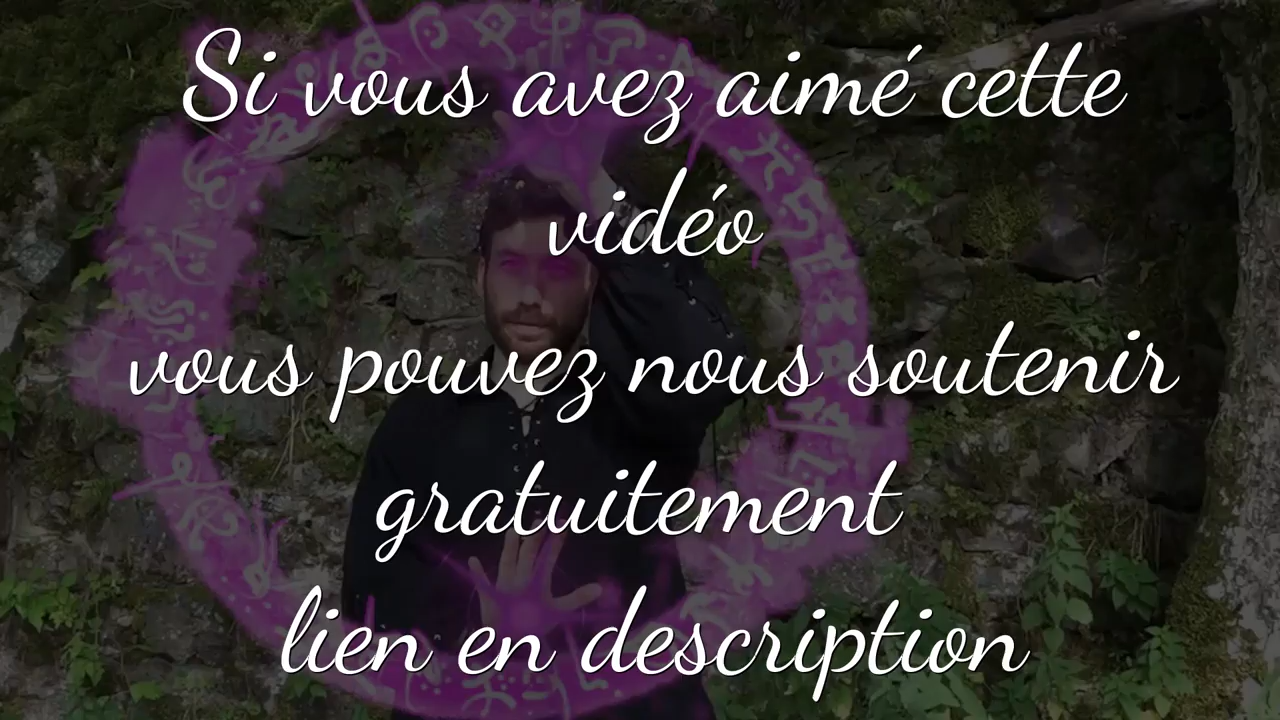 Si vous avez aimé cette
vidéo
vous pouvez nous soutenir
gratuitement
lien en description